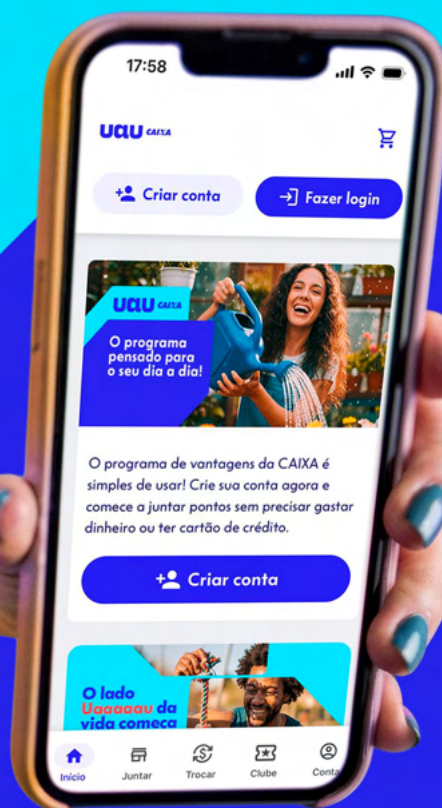 17:58
uau CAIXA
Criar conta
Fazer login
uau CAIXA
O programa
pensado para
o seu dia a dia!
O programa de vantagens da CAIXA é
simples de usar! Crie sua conta agora e
comece a juntar pontos sem precisar gastar
dinheiro ou ter cartão de crédito.
Criar conta
O lado
Uaaaaau da
vida começa
Início
Juntar
Trocar
Clube
Conta